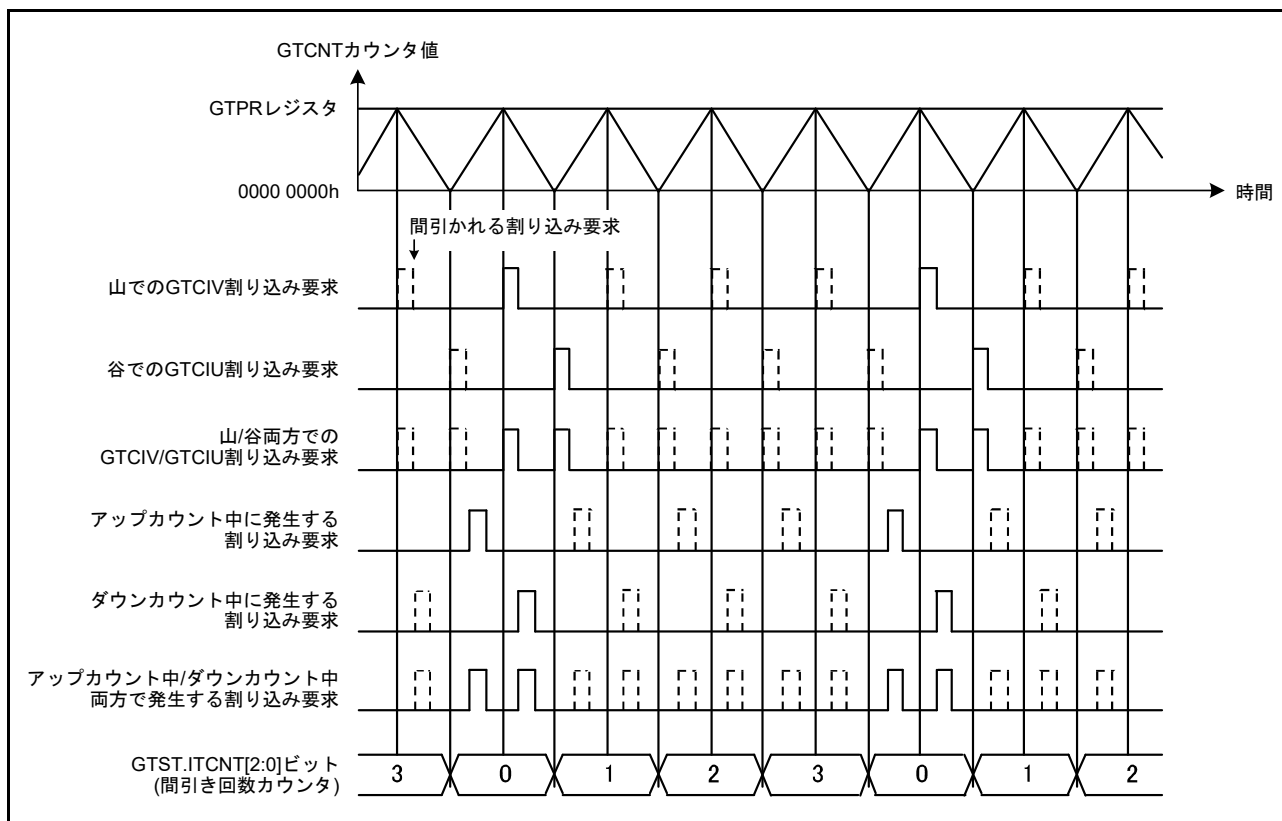 GTCNTカウンタ値
GTPRレジスタ
0000 0000h
時間
間引かれる割り込み要求
山でのGTCIV割り込み要求
谷でのGTCIU割り込み要求
山/谷両方での
GTCIV/GTCIU割り込み要求
アップカウント中に発生する
割り込み要求
ダウンカウント中に発生する
割り込み要求
アップカウント中/ダウンカウント中
両方で発生する割り込み要求
GTST.ITCNT[2:0]ビット
(間引き回数カウンタ)
3 0 1 2 3 0 1 2